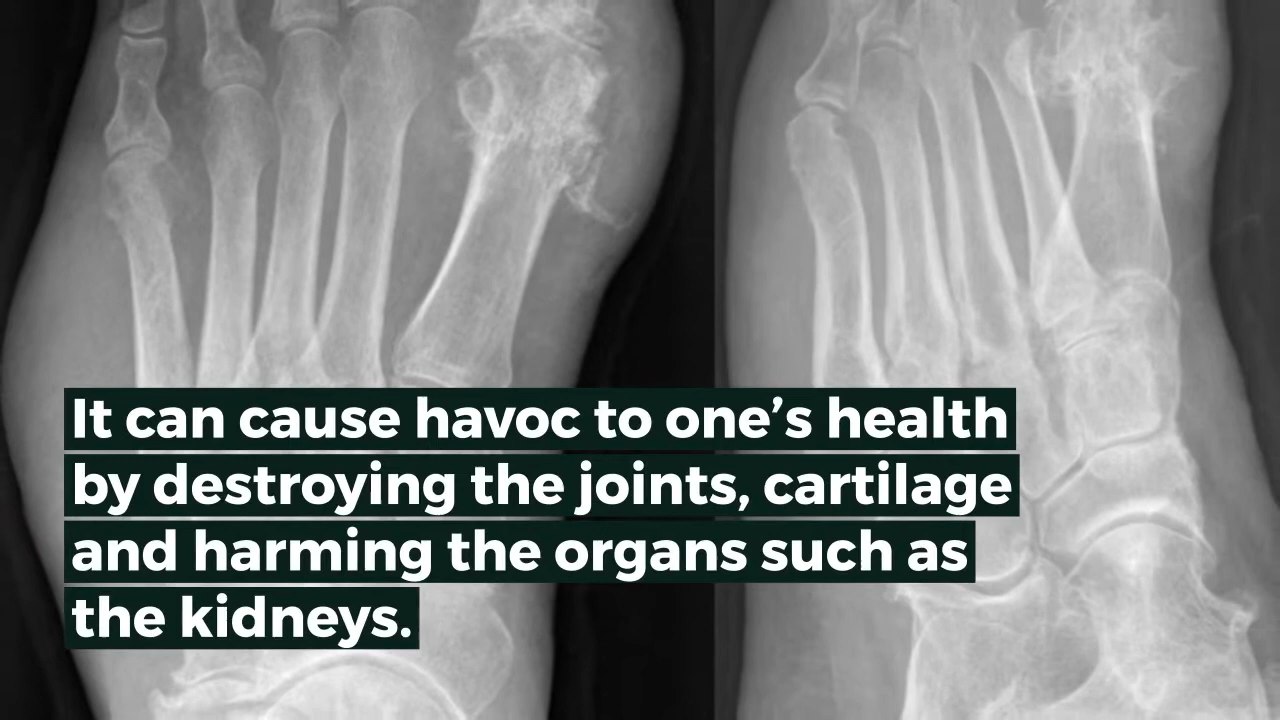 It can cause havoc to one’s health
by destroying the joints, cartilage
and harming the organs such as
the kidneys.